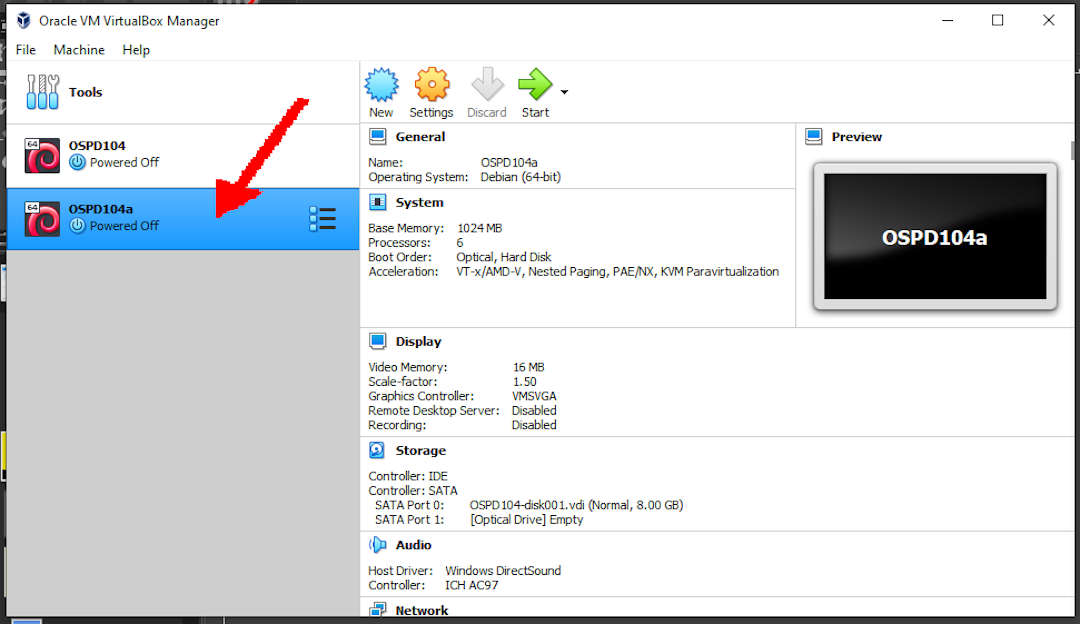 Oracle VM VirtualBox Manager
File Machine Help
Tools
64
OSPD104
Powered Off
64
OSPD104a
Powered Off
New Settings Discard Start
General
Name: OSPD104a
Operating System: Debian (64-bit)
System
Base Memory: 1024 MB
Processors: 6
Boot Order: Optical, Hard Disk
Acceleration: VT-x/AMD-V, Nested Paging, PAE/NX, KVM Paravirtualization
Preview
OSPD104a
Display
Video Memory: 16 MB
Scale-factor: 1.50
Graphics Controller: VMSVGA
Remote Desktop Server: Disabled
Recording: Disabled
Storage
Controller: IDE
Controller: SATA
SATA Port 0: OSPD104-disk001.vdi (Normal, 8.00 GB)
SATA Port 1: [Optical Drive] Empty
Audio
Host Driver: Windows DirectSound
Controller: ICH AC97
Network